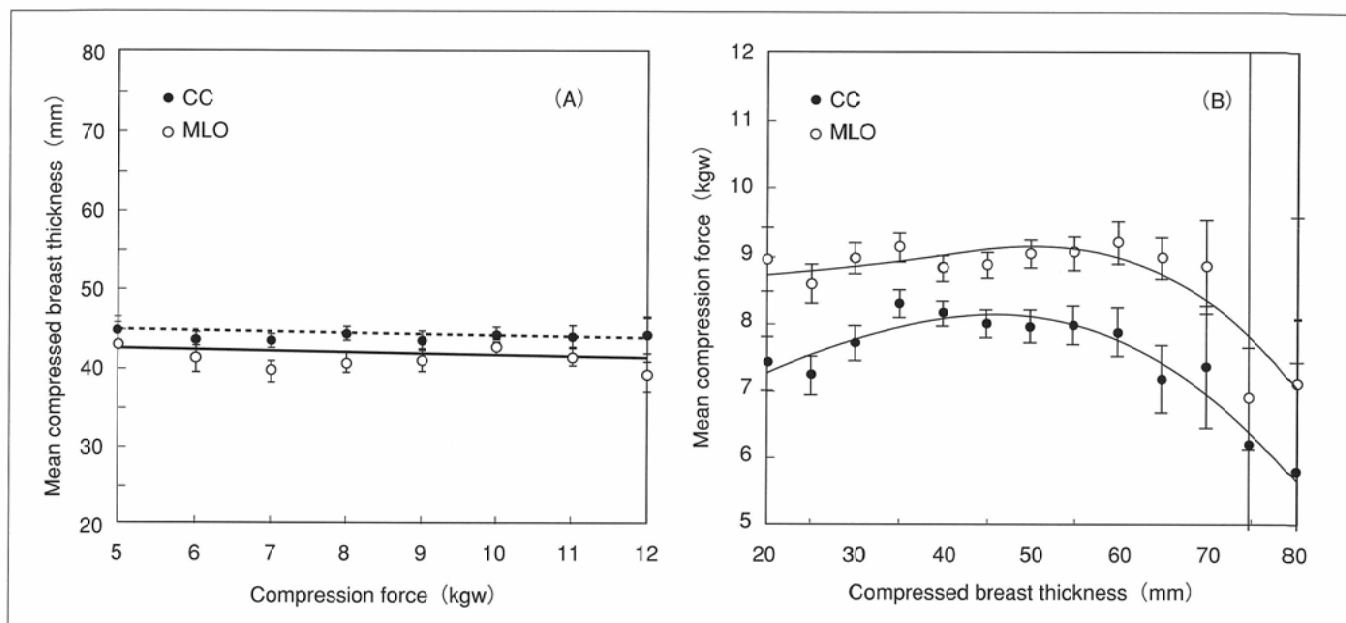 80
70
60
50
40
30
20
5 6 7 8 9 10 11 12
CC
MLO
(A)
Mean compressed breast thickness (mm)
Compression force (kgw)
12
11
10
9
8
7
6
5
20 30 40 50 60 70 80
CC
MLO
(B)
Mean compression force (kgw)
Compressed breast thickness (mm)